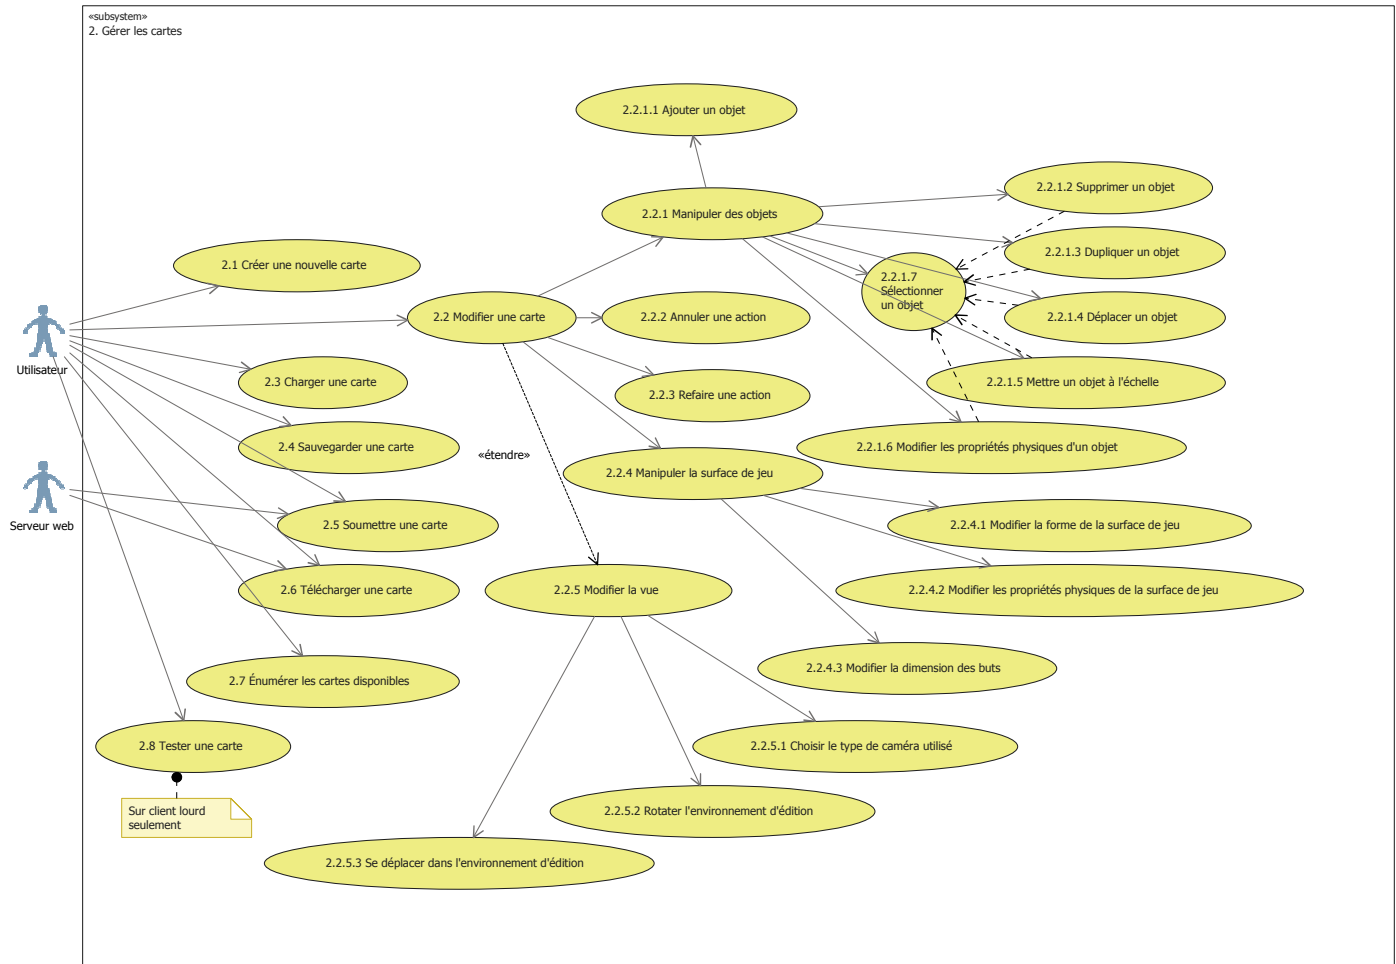 «subsystem»
2. Gérer les cartes
2.2.1.1 Ajouter un objet
2.2.1.2 Supprimer un objet
2.2.1 Manipuler des objets
2.2.1.3 Dupliquer un objet
2.1 Créer une nouvelle carte
2.2.1.7
Sélectionner
un objet
2.2 Modifier une carte
2.2.2 Annuler une action
2.2.1.4 Déplacer un objet
Utilisateur
2.3 Charger une carte
2.2.3 Refaire une action
2.2.1.5 Mettre un objet à l'échelle
2.4 Sauvegarder une carte
2.2.1.6 Modifier les propriétés physiques d'un objet
«étendre»
2.2.4 Manipuler la surface de jeu
Serveur web
2.5 Soumettre une carte
2.2.4.1 Modifier la forme de la surface de jeu
2.6 Télécharger une carte
2.2.5 Modifier la vue
2.2.4.2 Modifier les propriétés physiques de la surface de jeu
2.2.4.3 Modifier la dimension des buts
2.7 Énumérer les cartes disponibles
2.8 Tester une carte
2.2.5.1 Choisir le type de caméra utilisé
Sur client lourd
seulement
2.2.5.2 Rotater l'environnement d'édition
2.2.5.3 Se déplacer dans l'environnement d'édition